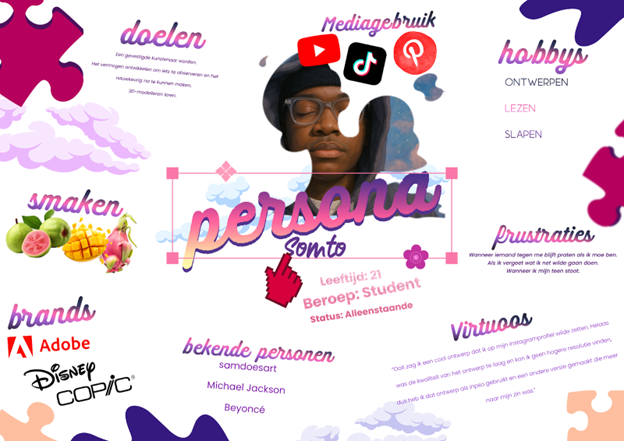 doelen
Een gevestigde kunstenaar worden.
Het vermogen ontwikkelen om iets te observeren en het
nauwkeurig na te kunnen maken.
3D-modelleren leren.
Mediagebruik
hobbys
ONTWERPEN
LEZEN
SLAPEN
smaken
persona
Somto
Leeftijd: 21
Beroep: Student
Status: Alleenstaande
frustraties
Wanneer iemand tegen me blijft praten als ik moe ben.
Als ik vergeet wat ik net wilde gaan doen.
Wanneer ik mijn teen stoot.
brands
Adobe
Disney
COPIC
bekende personen
samdoesart
Michael Jackson
Beyoncé
Virtuoos
"Ooit zag ik een cool ontwerp dat ik op mijn instagramprofiel wilde zetten. Helaas
was de kwaliteit van het ontwerp te laag en kon ik geen hogere resolutie vinden,
dus heb ik dat ontwerp als inpso gebruikt en een andere versie gemaakt die meer
naar mijn zin was."